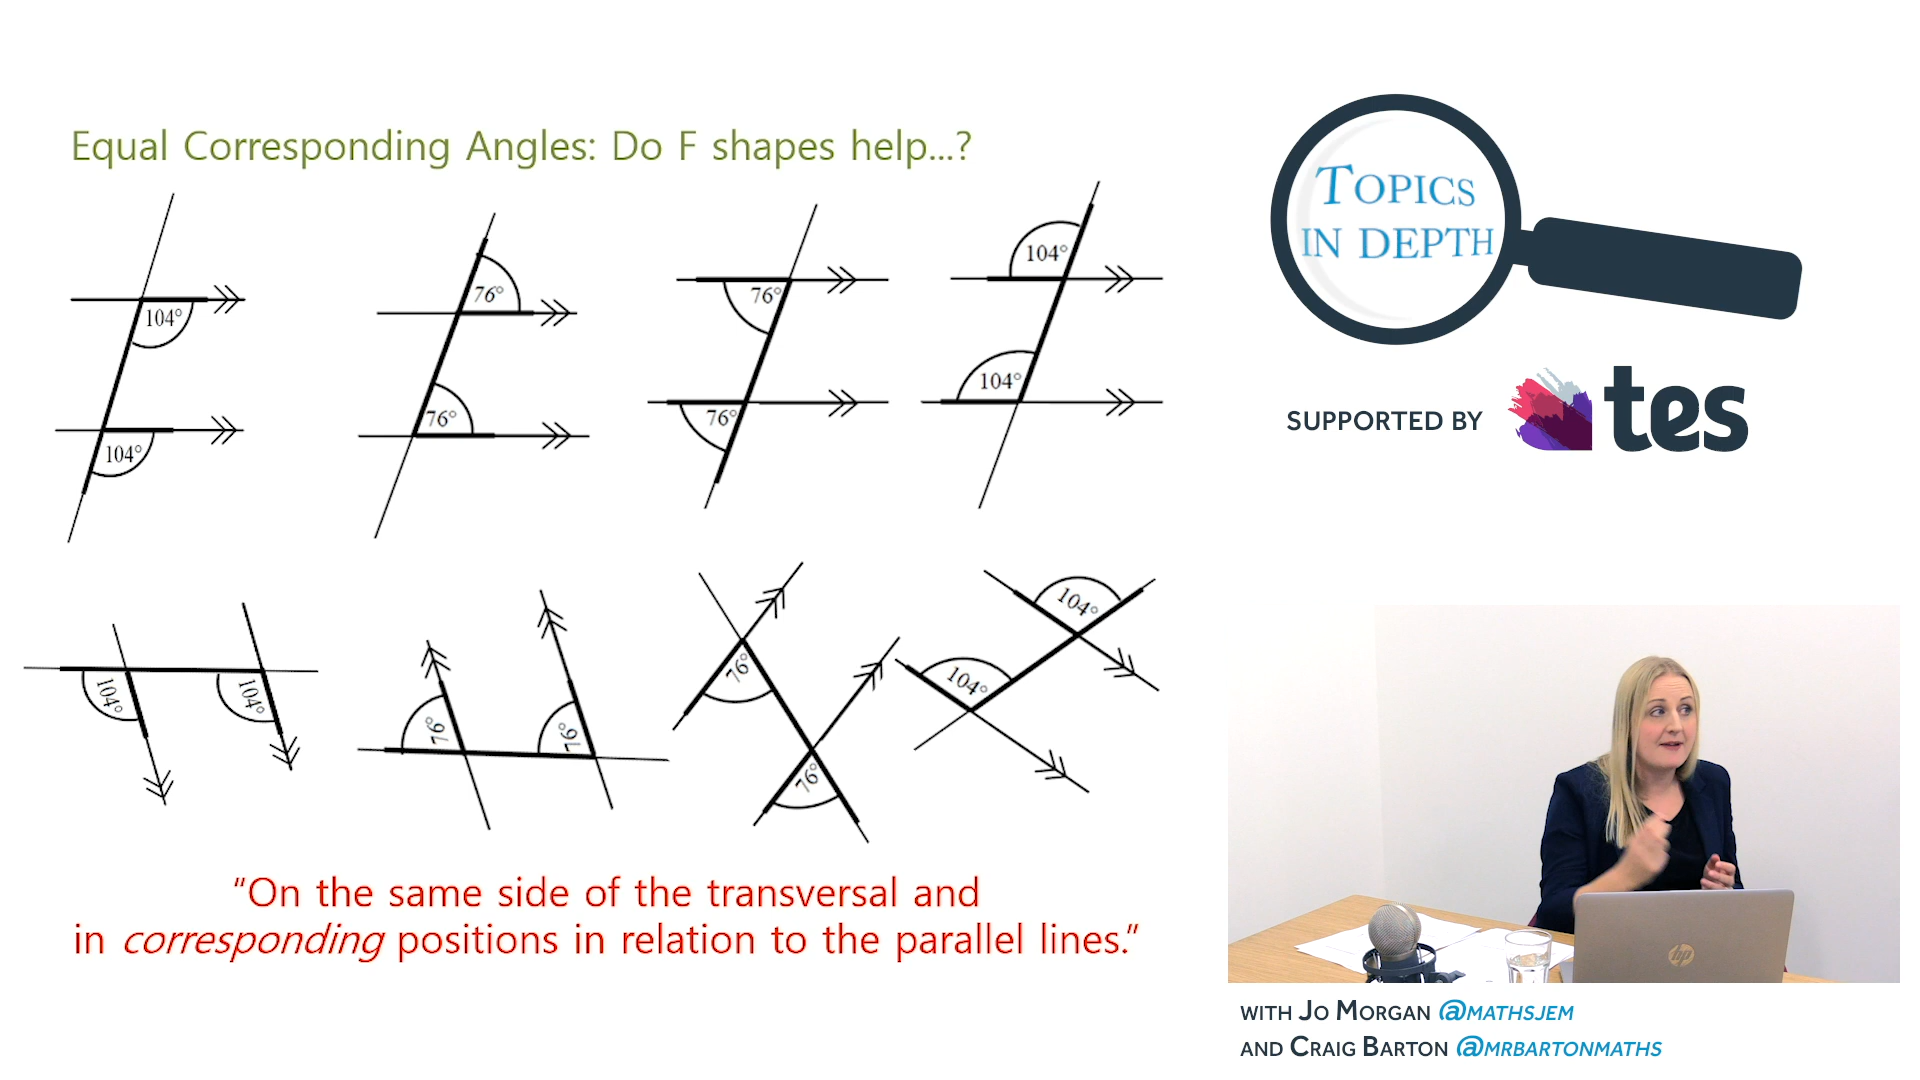 Equal Corresponding Angles: Do F shapes help...?
104°
104°
76°
76°
76°
76°
104°
104°
104°
104°
76°
76°
76°
76°
104°
104°
"On the same side of the transversal and
in corresponding positions in relation to the parallel lines."
TOPICS
IN DEPTH
SUPPORTED BY tes
hp
WITH JO MORGAN @MATHSJEM
AND CRAIG BARTON @MRBARTONMATHS